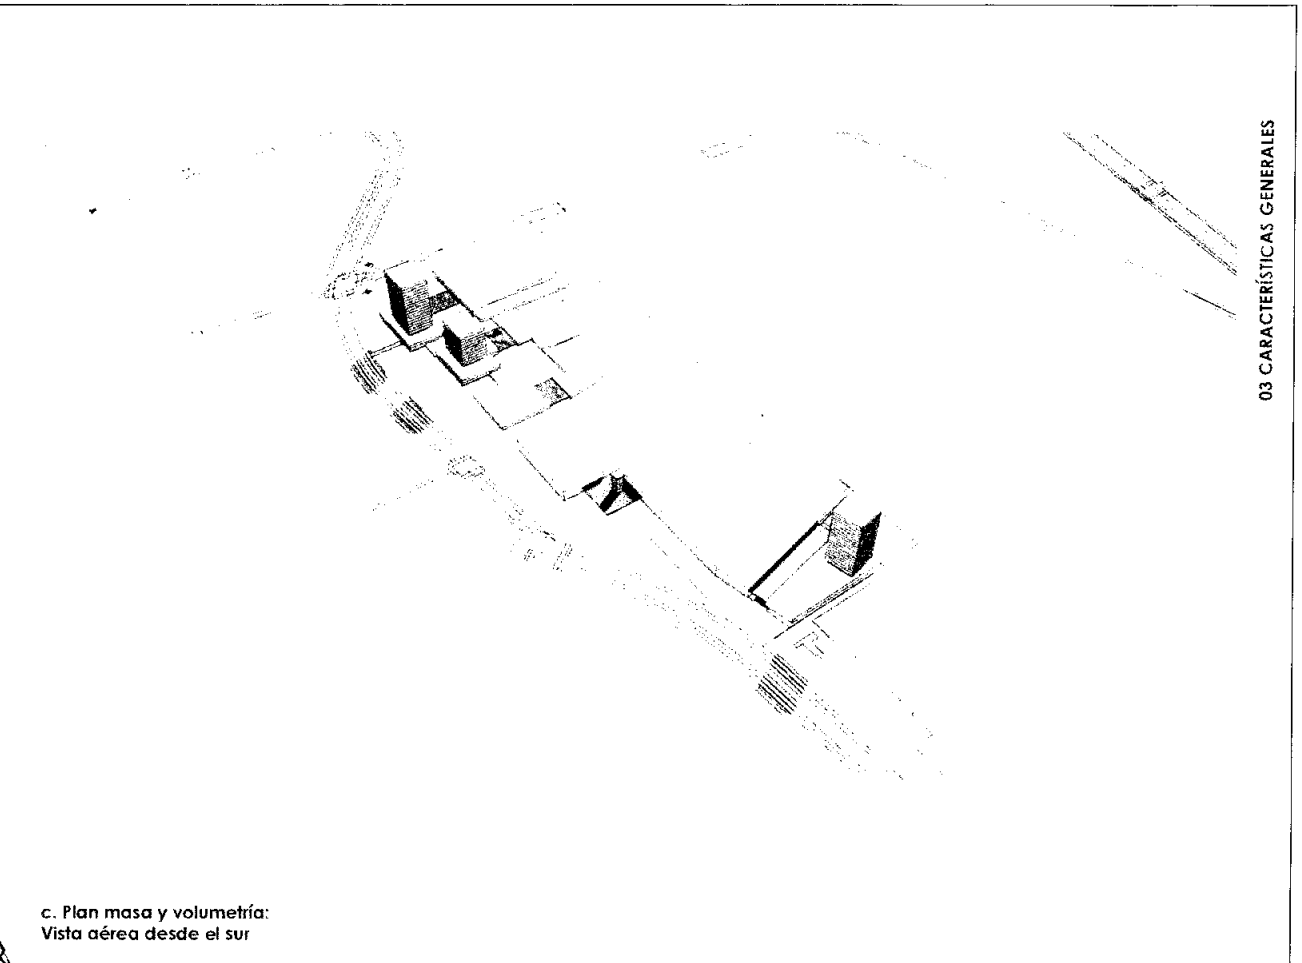 03 CARACTERÍSTICAS GENERALES
c. Plan masa y volumetría:
Vista aérea desde el sur